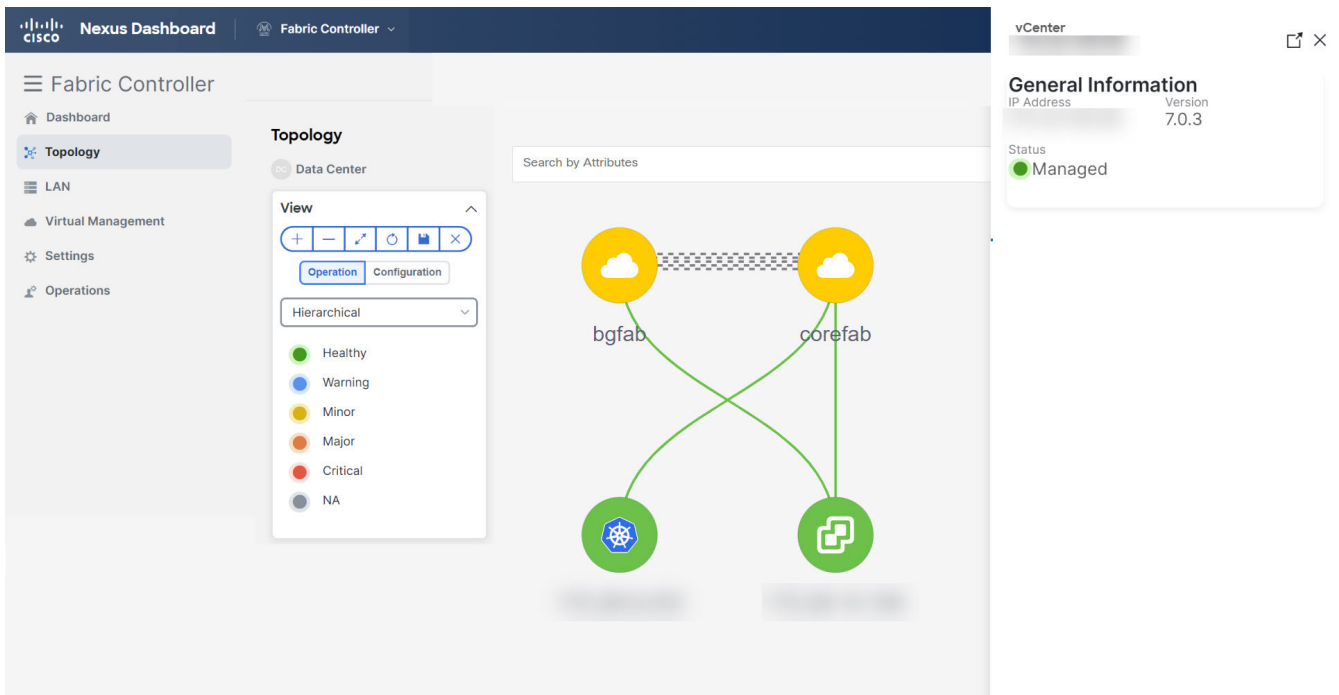 CISCO
Nexus Dashboard
Fabric Controller
Fabric Controller
Dashboard
Topology
LAN
Virtual Management
Settings
Operations
Topology
Data Center
Search by Attributes
View
Operation
Configuration
Hierarchical
Healthy
Warning
Minor
Major
Critical
NA
bgfab
corefab
vCenter
General Information
IP Address
Version
7.0.3
Status
Managed